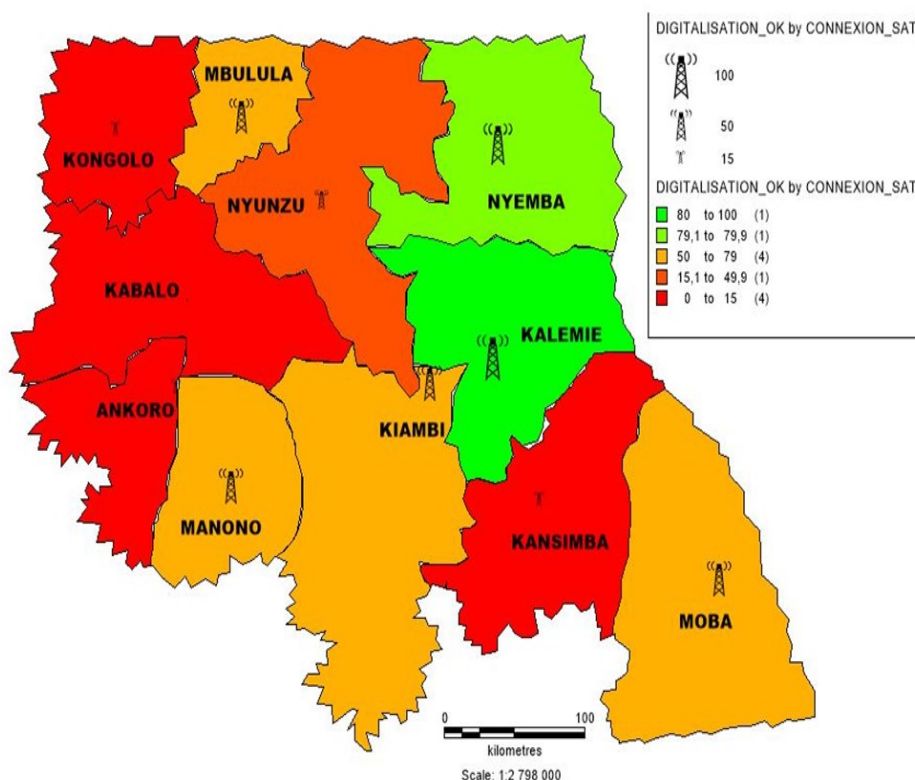 DIGITALISATION_OK by CONNEXION_SAT
100
50
15
DIGITALISATION_OK by CONNEXION_SAT
80 to 100 (1)
79,1 to 79,9 (1)
50 to 79 (4)
15,1 to 49,9 (1)
0 to 15 (4)
MBULULA
KONGOLO
NYUNZU
NYEMBA
KABALO
KALEMIE
ANKORO
KIAMBI
MANONO
KANSIMBA
MOBA
0 100
kilometres
Scale: 1:2 798 000